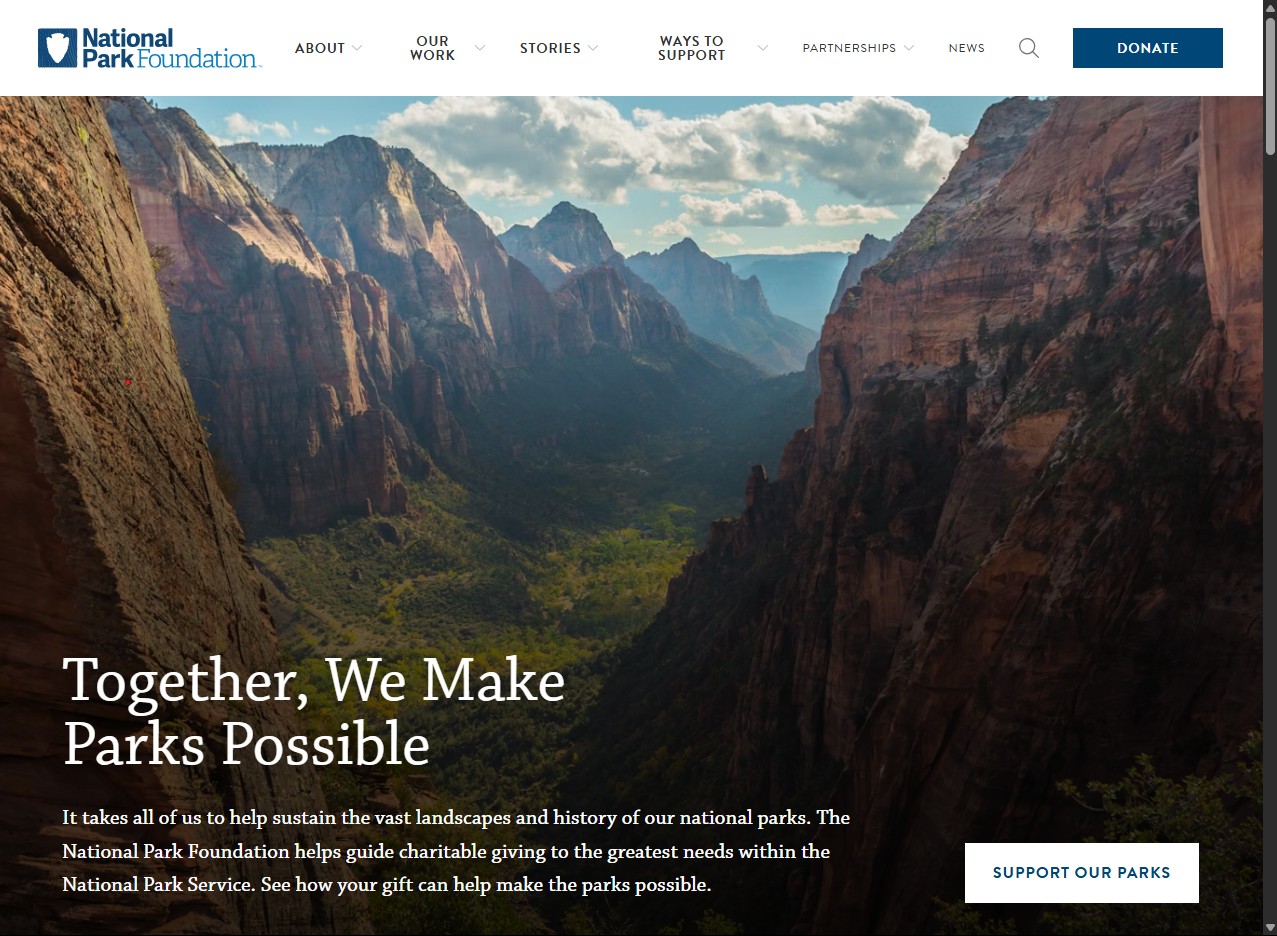 National
Park Foundation
ABOUT
OUR
WORK
STORIES
WAYS TO
SUPPORT
PARTNERSHIPS
NEWS
DONATE
Together, We Make
Parks Possible
It takes all of us to help sustain the vast landscapes and history of our national parks. The
National Park Foundation helps guide charitable giving to the greatest needs within the
National Park Service. See how your gift can help make the parks possible.
SUPPORT OUR PARKS